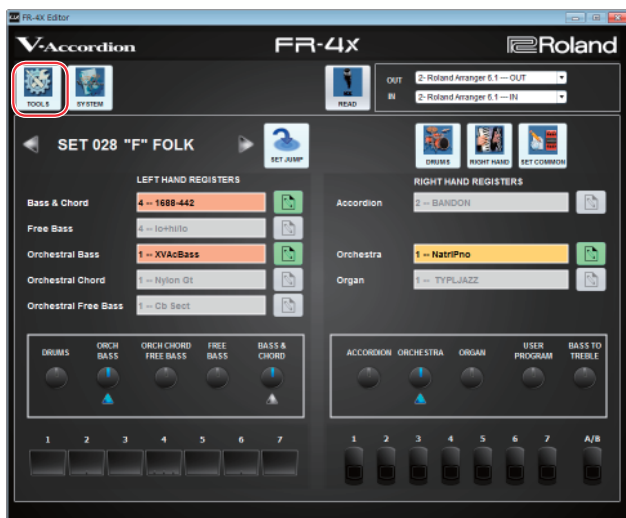 FR-4X Editor
V-Accordion FR-4X Roland
TOOLS SYSTEM READ
OUT 2- Roland Arranger 6.1 --- OUT
IN 2- Roland Arranger 6.1 --- IN
SET 028 "F" FOLK
SET JUMP DRUMS RIGHT HAND SET COMMON
LEFT HAND REGISTERS RIGHT HAND REGISTERS
Bass & Chord 4 -- 1688-442 Accordion 2 -- BANDON
Free Bass 4 -- lo+hi/lo
Orchestral Bass 1 -- XVAcBass Orchestra 1 -- NatrlPno
Orchestral Chord 1 -- Nylon Gt Organ 1 -- TYPLJAZZ
Orchestral Free Bass 1 -- Cb Sect
DRUMS ORCH BASS ORCH CHORD FREE BASS FREE BASS BASS & CHORD ACCORDION ORCHESTRA ORGAN USER PROGRAM BASS TO TREBLE
1 2 3 4 5 6 7 1 2 3 4 5 6 7 A/B